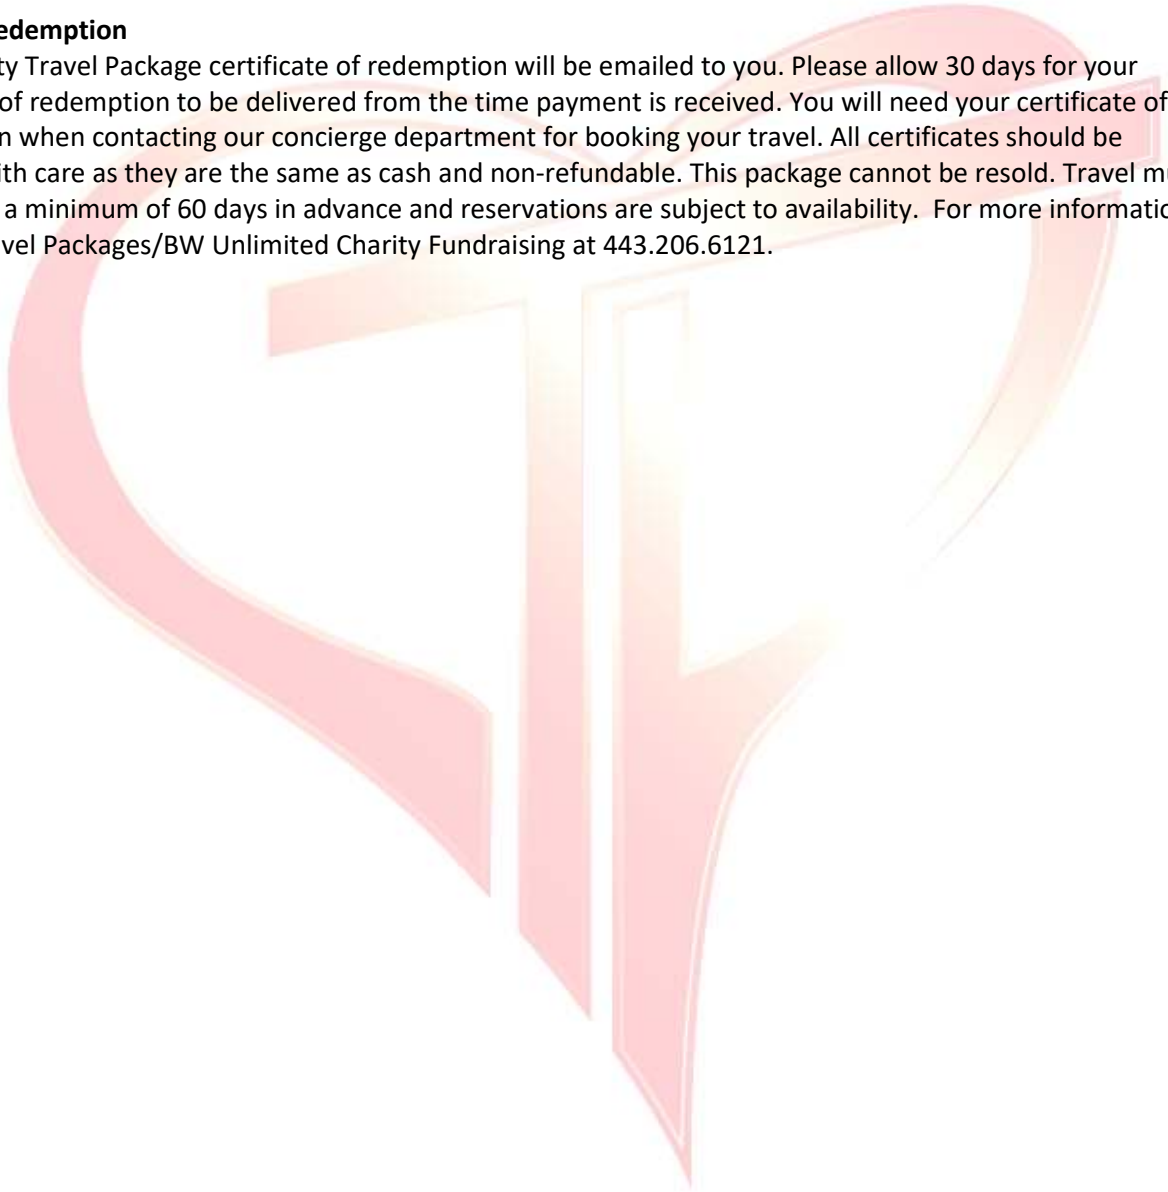 edemption
ty Travel Package certificate of redemption will be emailed to you. Please allow 30 days for your
of redemption to be delivered from the time payment is received. You will need your certificate of
n when contacting our concierge department for booking your travel. All certificates should be
ith care as they are the same as cash and non-refundable. This package cannot be resold. Travel mu
a minimum of 60 days in advance and reservations are subject to availability.  For more informatio
vel Packages/BW Unlimited Charity Fundraising at 443.206.6121.